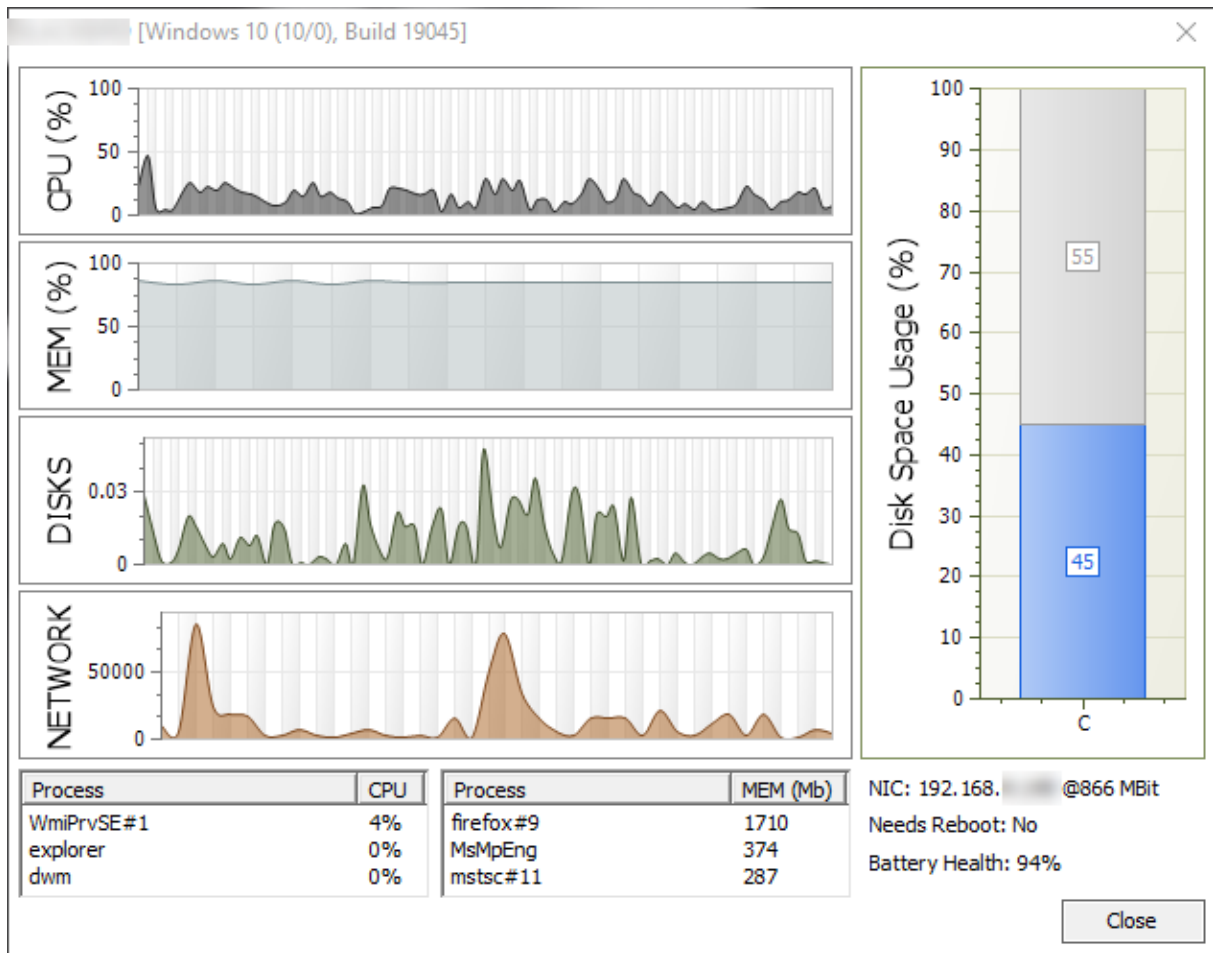 [Windows 10 (10/0), Build 19045]
CPU (%)
100
50
0
MEM (%)
100
50
0
DISKS
0.03
0
NETWORK
50000
0
Disk Space Usage (%)
100
90
80
70
60
50
40
30
20
10
0
55
45
C
Process CPU
WmiPrvSE#1 4%
explorer 0%
dwm 0%
Process MEM (Mb)
firefox#9 1710
MsMpEng 374
mstsc#11 287
NIC: 192.168. @866 MBit
Needs Reboot: No
Battery Health: 94%
Close